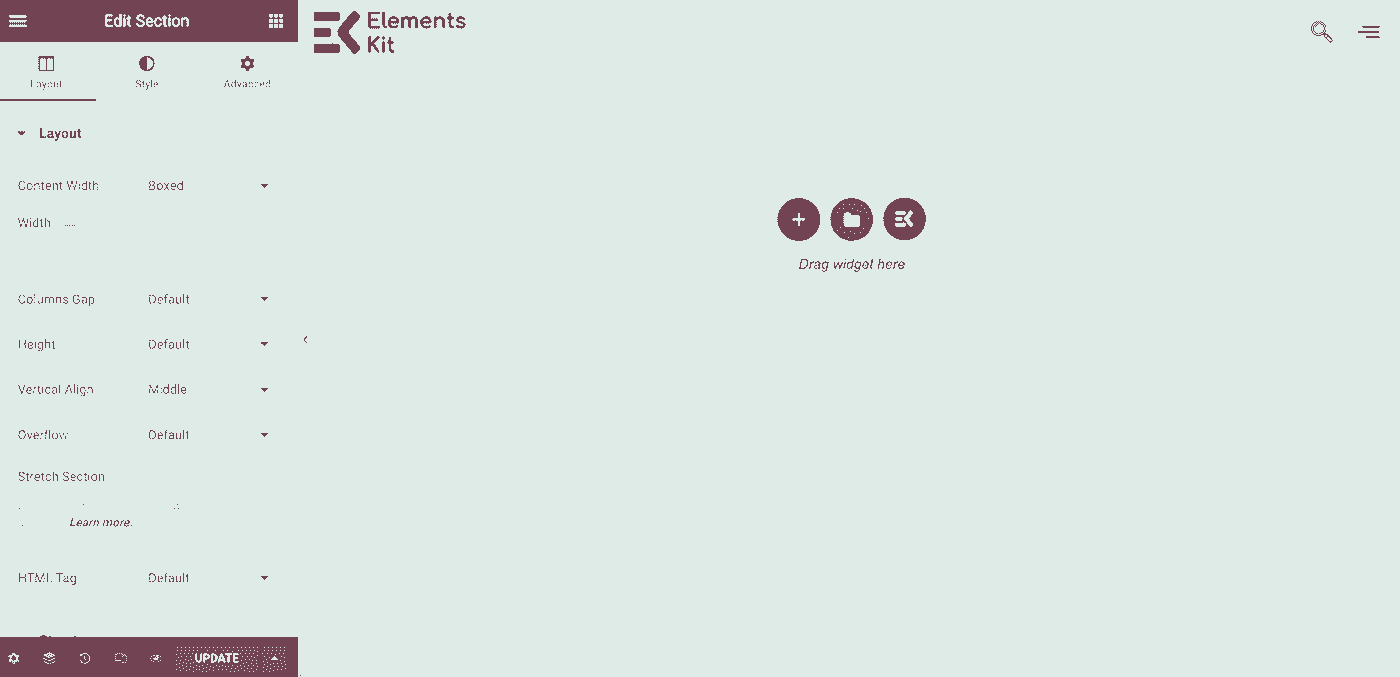 Edit Section
Layout
Style
Advanced
Layout
Content Width
Boxed
Width
Columns Gap
Default
Height
Default
Vertical Align
Middle
Overflow
Default
Stretch Section
Learn more.
HTML Tag
Default
UPDATE
Elements
Kit
Drag widget here